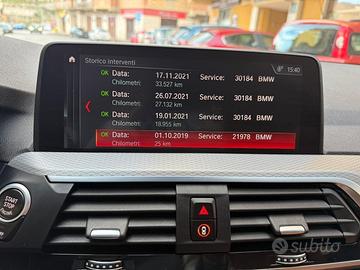 Storico interventi
15:40
OK Data: 17.11.2021 Service: 30184 BMW
Chilometri: 33.527 km
OK Data: 26.07.2021 Service: 30184 BMW
Chilometri: 27.132 km
OK Data: 19.01.2021 Service: 30184 BMW
Chilometri: 18.955 km
OK Data: 01.10.2019 Service: 21978 BMW
Chilometri: 25 km
START
STOP
subito